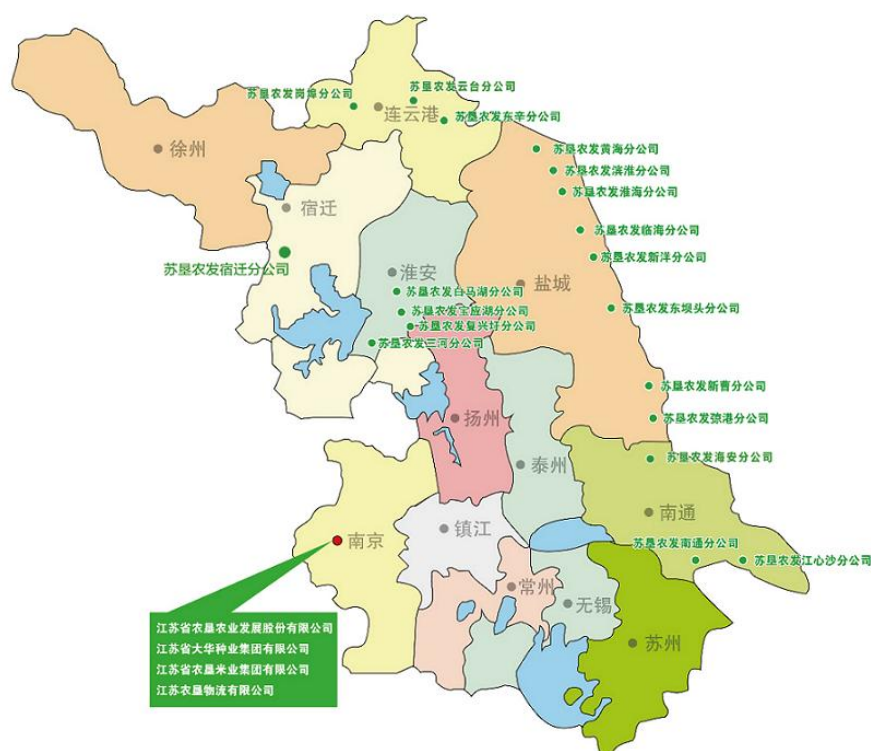 苏垦农发云台分公司
苏垦农发岗埠分公司
连云港
苏垦农发东辛分公司
徐州
苏垦农发黄海分公司
苏垦农发滨淮分公司
苏垦农发淮海分公司
宿迁
苏垦农发临海分公司
苏垦农发新洋分公司
苏垦农发宿迁分公司
淮安
盐城
苏垦农发白马湖分公司
苏垦农发宝应湖分公司
苏垦农发东坝头分公司
苏垦农发复兴圩分公司
苏垦农发三河分公司
苏垦农发新曹分公司
扬州
苏垦农发弶港分公司
泰州
苏垦农发海安分公司
南通
镇江
南京
苏垦农发南通分公司
苏垦农发江心沙分公司
常州
无锡
苏州
江苏省农垦农业发展股份有限公司
江苏省大华种业集团有限公司
江苏省农垦米业集团有限公司
江苏农垦物流有限公司